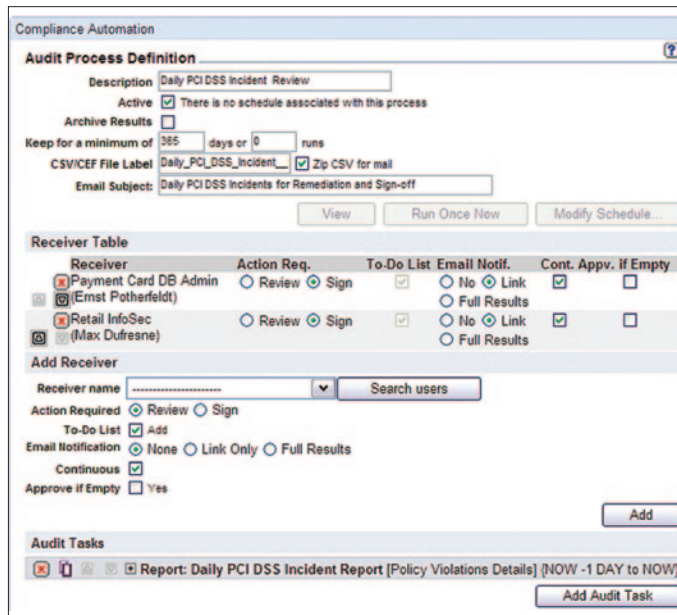 Compliance Automation
Audit Process Definition
?
Description Daily PCI DSS Incident Review
Active There is no schedule associated with this process
Archive Results
Keep for a minimum of 365 days or 0 runs
CSV/CEF File Label Daily_PCI_DSS_Incident__ Zip CSV for mail
Email Subject: Daily PCI DSS Incidents for Remediation and Sign-off
View Run Once Now Modify Schedule...
Receiver Table
Receiver Action Req. To-Do List Email Notif. Cont. Appv. if Empty
Payment Card DB Admin Review Sign No Link
(Ernst Potherfeldt) Full Results
Retail InfoSec Review Sign No Link
(Max Dufresne) Full Results
Add Receiver
Receiver name ---------------------- Search users
Action Required Review Sign
To-Do List Add
Email Notification None Link Only Full Results
Continuous
Approve if Empty Yes
Add
Audit Tasks
Report: Daily PCI DSS Incident Report [Policy Violations Details] {NOW -1 DAY to NOW}
Add Audit Task